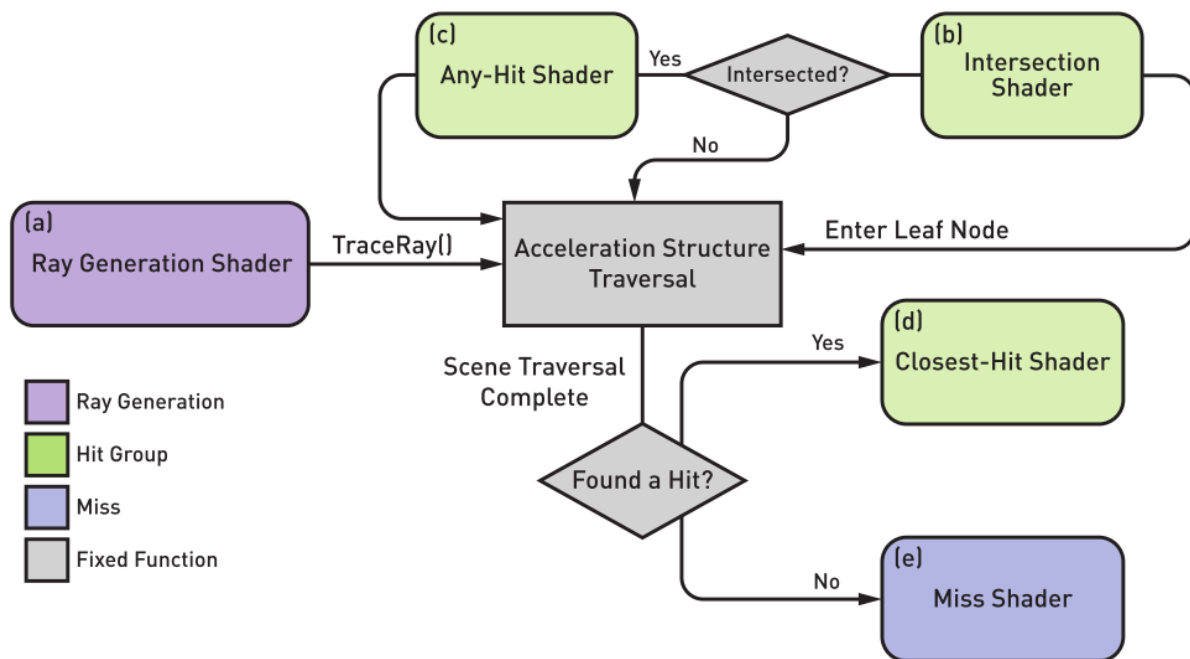 (c)
Any-Hit Shader
Yes
Intersected?
(b)
Intersection
Shader
No
(a)
Ray Generation Shader
TraceRay()
Acceleration Structure
Traversal
Enter Leaf Node
Scene Traversal
Complete
Yes
(d)
Closest-Hit Shader
Found a Hit?
No
(e)
Miss Shader
Ray Generation
Hit Group
Miss
Fixed Function